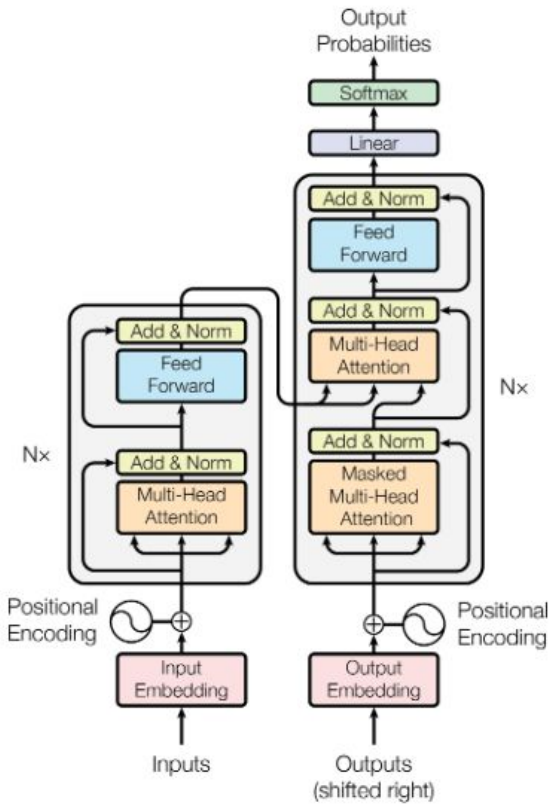 Output
Probabilities
Softmax
Linear
Add & Norm
Feed
Forward
Add & Norm
Multi-Head
Attention
Add & Norm
Masked
Multi-Head
Attention
N×
Add & Norm
Feed
Forward
Add & Norm
Multi-Head
Attention
N×
Positional
Encoding
Positional
Encoding
Input
Embedding
Output
Embedding
Inputs
Outputs
(shifted right)